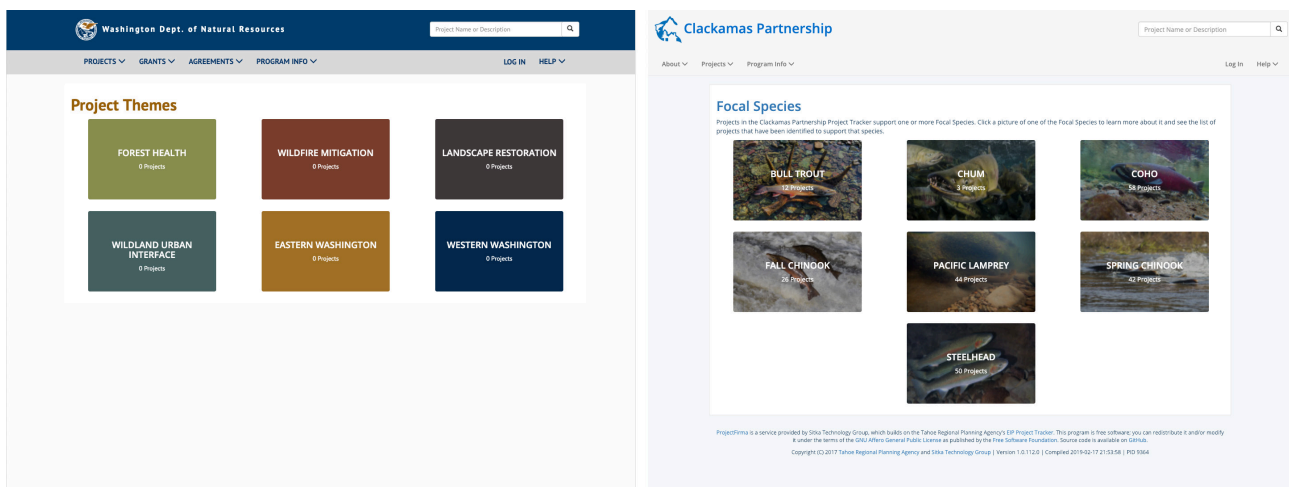 Washington Dept. of Natural Resources
Project Name or Description
PROJECTS GRANTS AGREEMENTS PROGRAM INFO LOG IN HELP
Project Themes
FOREST HEALTH
0 Projects
WILDFIRE MITIGATION
0 Projects
LANDSCAPE RESTORATION
0 Projects
WILDLAND URBAN
INTERFACE
0 Projects
EASTERN WASHINGTON
0 Projects
WESTERN WASHINGTON
0 Projects
Clackamas Partnership
Project Name or Description
About Projects Program Info Log In Help
Focal Species
Projects in the Clackamas Partnership Project Tracker support one or more Focal Species. Click a picture of one of the Focal Species to learn more about it and see the list of
projects that have been identified to support that species.
BULL TROUT
12 Projects
CHUM
3 Projects
COHO
58 Projects
FALL CHINOOK
26 Projects
PACIFIC LAMPREY
44 Projects
SPRING CHINOOK
42 Projects
STEELHEAD
50 Projects
ProjectFirma is a service provided by Sitka Technology Group, which builds on the Tahoe Regional Planning Agency's EIP Project Tracker. This program is free software; you can redistribute it and/or modify
it under the terms of the GNU Affero General Public License as published by the Free Software Foundation. Source code is available on GitHub.
Copyright (C) 2017 Tahoe Regional Planning Agency and Sitka Technology Group | Version 1.0.112.0 | Compiled 2019-02-17 21:53:58 | PID 9364